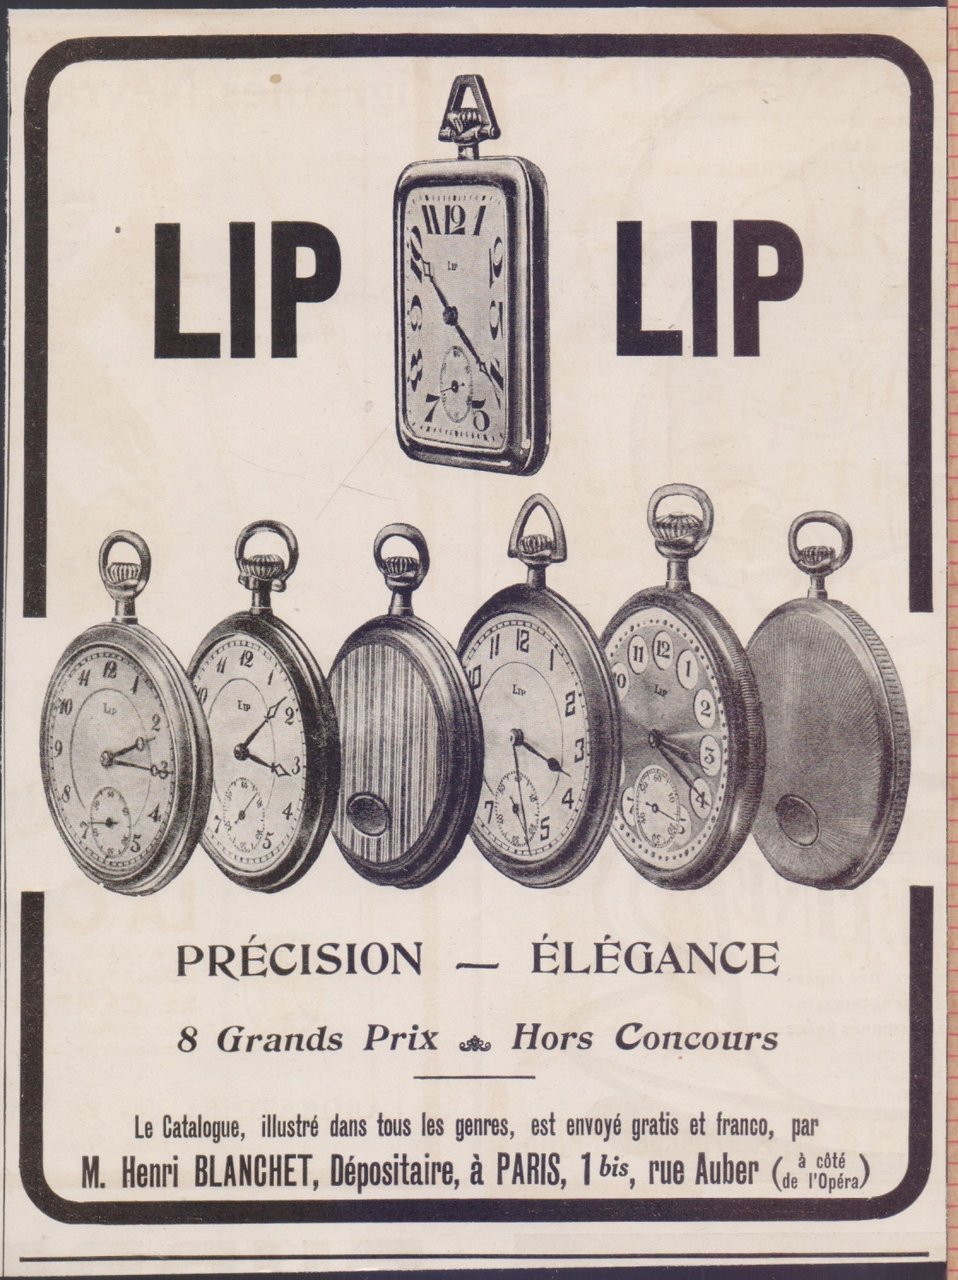 LIP LIP
PRÉCISION — ÉLÉGANCE
8 Grands Prix Hors Concours
Le Catalogue, illustré dans tous les genres, est envoyé gratis et franco, par
M. Henri BLANCHET, Dépositaire, à PARIS, 1 bis, rue Auber (à côté de l'Opéra)